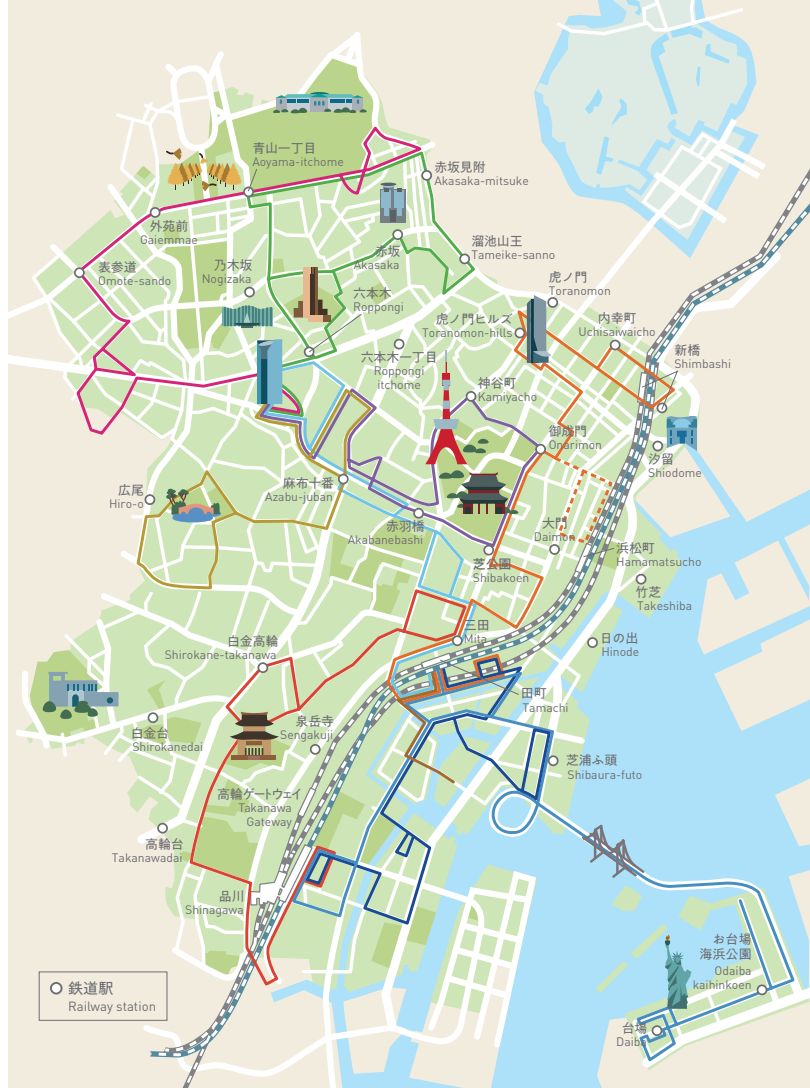 青山一丁目
Aoyama-itchome
赤坂見附
Akasaka-mitsuke
外苑前
Gaiemmae
赤坂
Akasaka
溜池山王
Tameike-sanno
表参道
Omote-sando
乃木坂
Nogizaka
六本木
Roppongi
虎ノ門
Toranomon
虎ノ門ヒルズ
Toranomon-hills
内幸町
Uchisaiwaicho
新橋
Shimbashi
六本木一丁目
Roppongi
itchome
神谷町
Kamiyacho
御成門
Onarimon
汐留
Shiodome
広尾
Hiro-o
麻布十番
Azabu-juban
赤羽橋
Akabanebashi
大門
Daimon
芝公園
Shibakoen
浜松町
Hamamatsucho
竹芝
Takeshiba
三田
Mita
日の出
Hinode
白金高輪
Shirokane-takanawa
田町
Tamachi
白金台
Shirokanedai
泉岳寺
Sengakuji
芝浦ふ頭
Shibaura-futo
高輪ゲートウェイ
Takanawa
Gateway
高輪台
Takanawadai
品川
Shinagawa
お台場
海浜公園
Odaiba
kaihinkoen
台場
Daiba
鉄道駅
Railway station